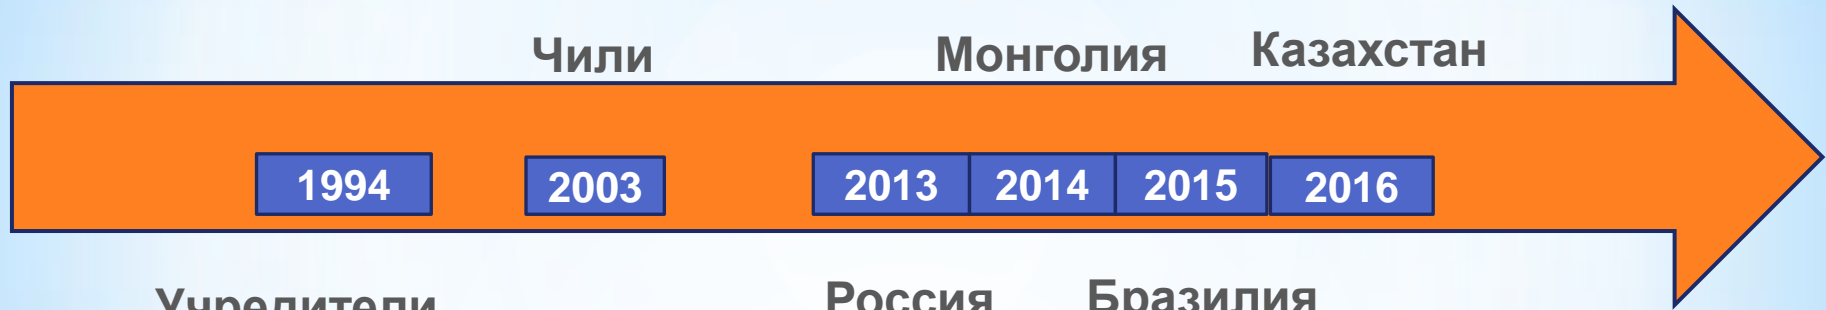 Чили Монголия Казахстан
1994 2003 2013 2014 2015 2016
Учредители Россия Бразилия